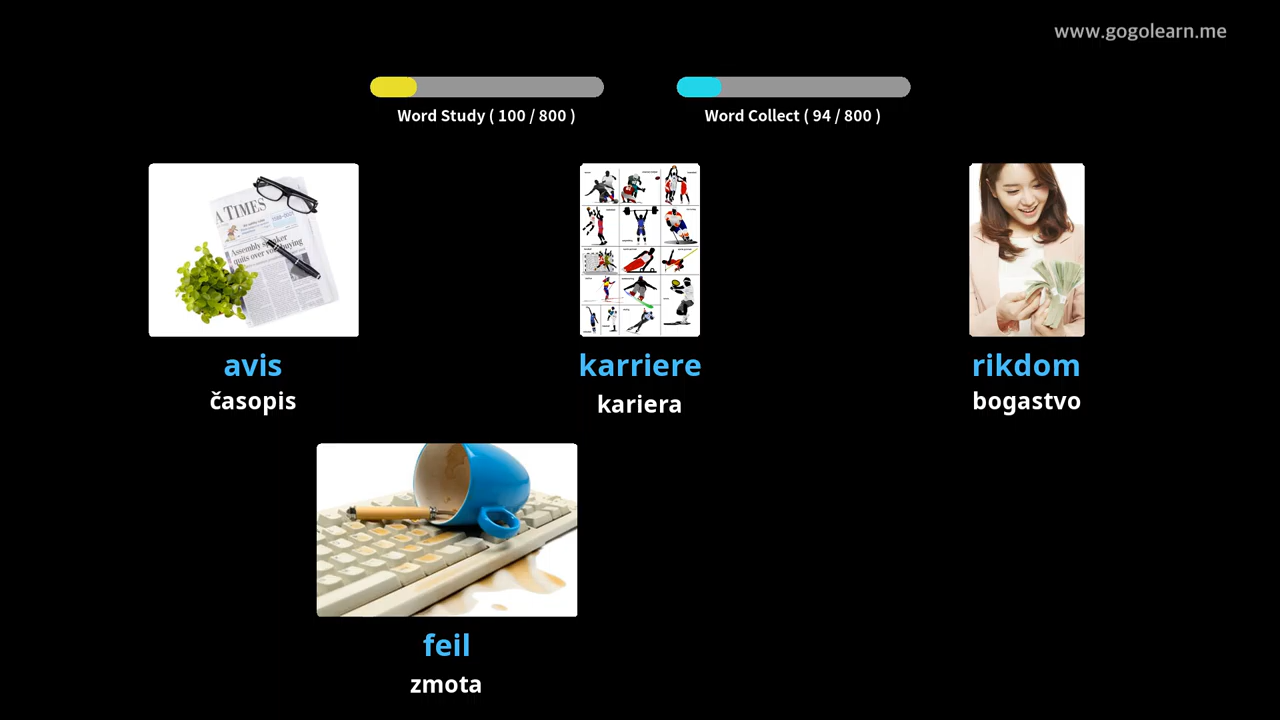 www.gogolearn.me
Word Study ( 100 / 800 )
Word Collect ( 94 / 800 )
A TIMES
avis
časopis
karriere
kariera
rikdom
bogastvo
feil
zmota